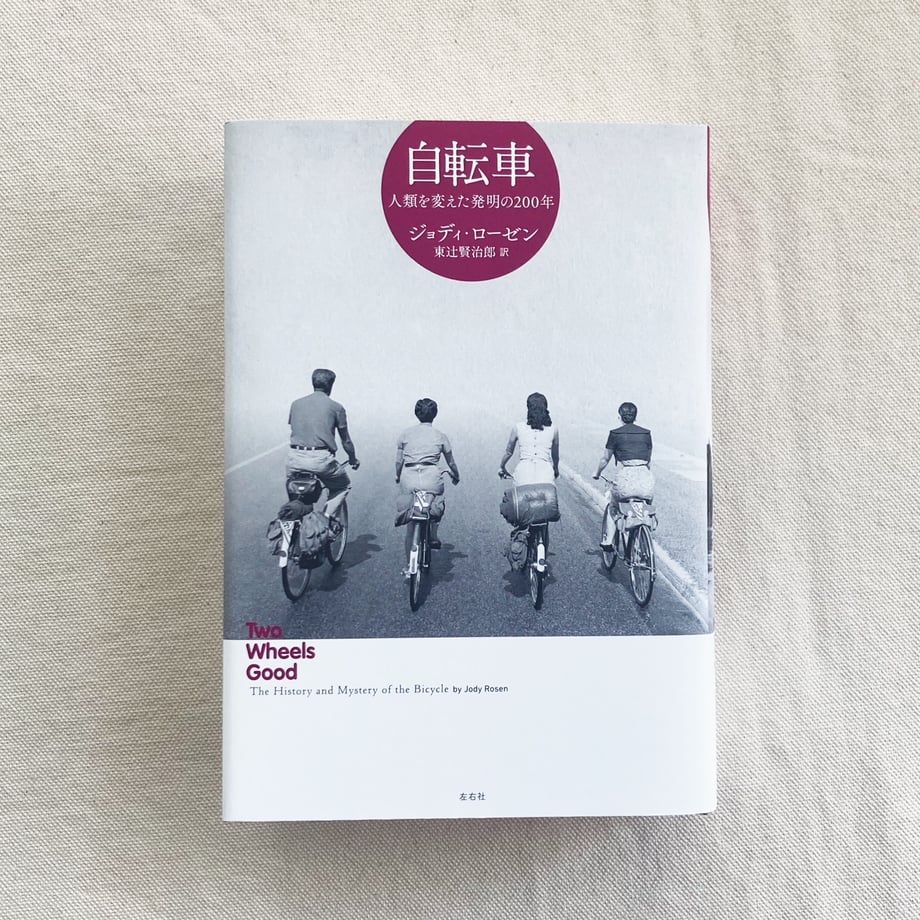 自転車
人類を変えた発明の200年
ジョディ・ローゼン
東辻賢治郎 訳
Two
Wheels
Good
The History and Mystery of the Bicycle by Jody Rosen
左右社